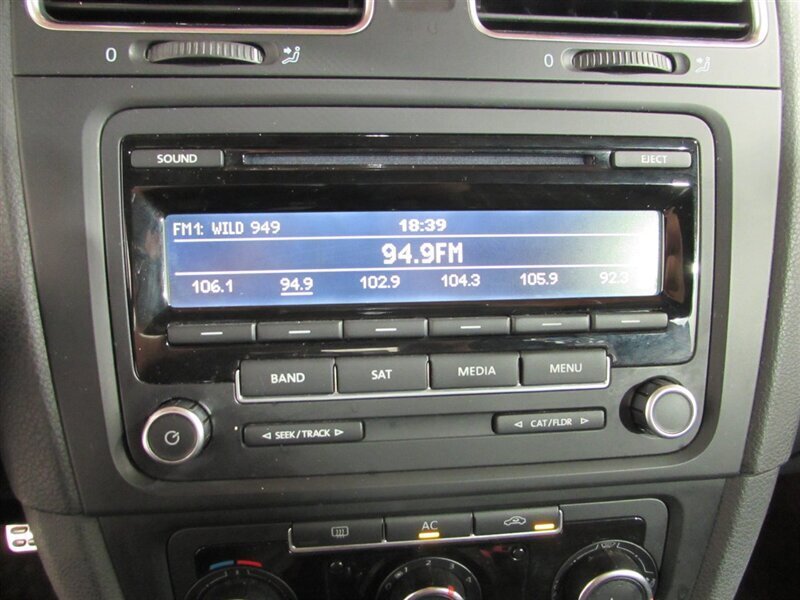 0 0
SOUND EJECT
FM1: WILD 949 18:39
94.9FM
106.1 94.9 102.9 104.3 105.9 92.3
BAND SAT MEDIA MENU
◁ SEEK/TRACK ▷ ◁ CAT/FLDR ▷
AC
0